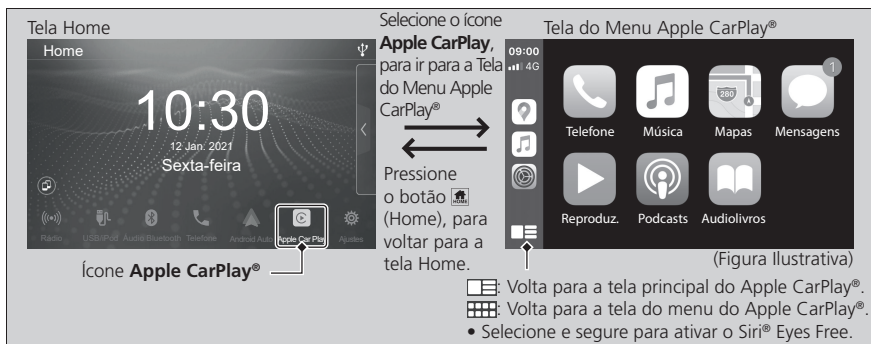 Tela Home
Home
10:30
12 Jan. 2021
Sexta-feira
Rádio
USB/iPod
Áudio Bluetooth
Telefone
Android Auto
Apple Car Play
Ajustes
Ícone Apple CarPlay®
Selecione o ícone
Apple CarPlay,
para ir para a Tela
do Menu Apple
CarPlay®
Pressione
o botão HOME
(Home), para
voltar para a
tela Home.
Tela do Menu Apple CarPlay®
09:00
4G
280
1
Telefone
Música
Mapas
Mensagens
Reproduz.
Podcasts
Audiolivros
(Figura Ilustrativa)
: Volta para a tela principal do Apple CarPlay®.
: Volta para a tela do menu do Apple CarPlay®.
• Selecione e segure para ativar o Siri® Eyes Free.